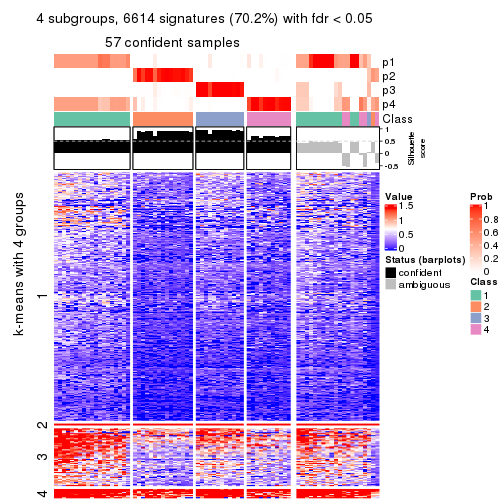 4 subgroups, 6614 signatures (70.2%) with fdr < 0.05
57 confident samples
p1
p2
p3
p4
Class
1
0.5
0
-0.5
Silhouette
score
k-means with 4 groups
1
2
3
4
Value
1.5
1
0.5
0
Status (barplots)
confident
ambiguous
Prob
1
0.8
0.6
0.4
0.2
0
Class
1
2
3
4